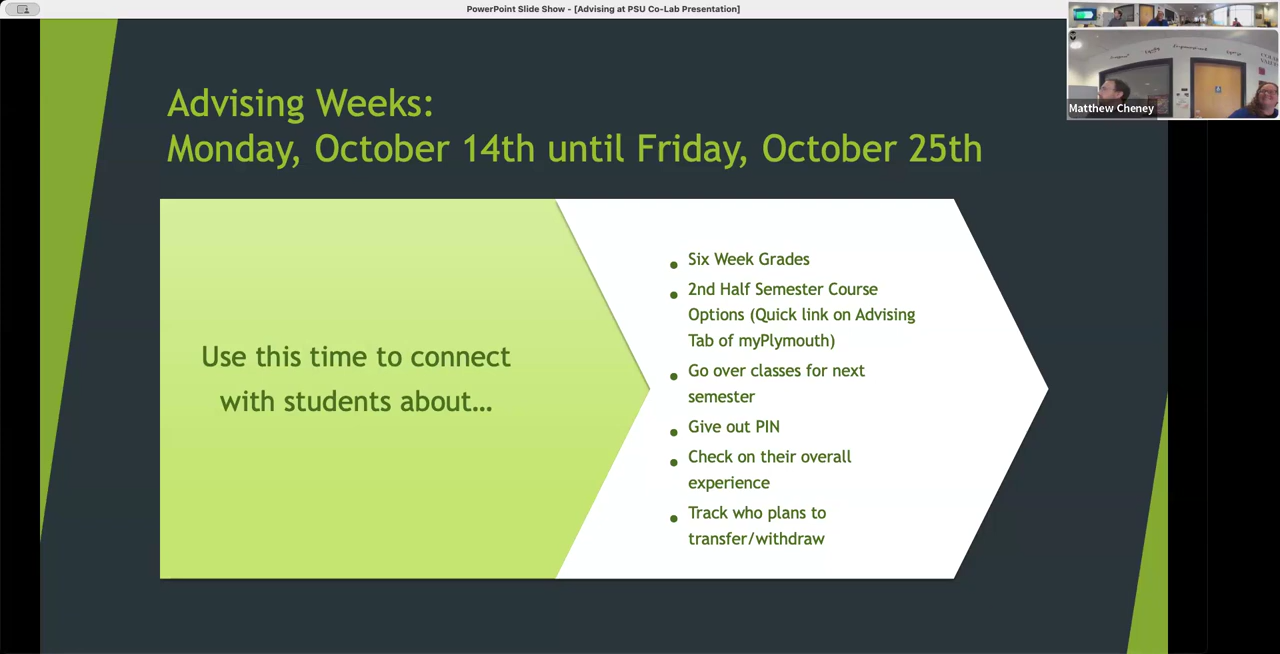 PowerPoint Slide Show - [Advising at PSU Co-Lab Presentation]
Advising Weeks:
Monday, October 14th until Friday, October 25th
Use this time to connect
with students about...
• Six Week Grades
• 2nd Half Semester Course
Options (Quick link on Advising
Tab of myPlymouth)
• Go over classes for next
semester
• Give out PIN
• Check on their overall
experience
• Track who plans to
transfer/withdraw
Matthew Cheney